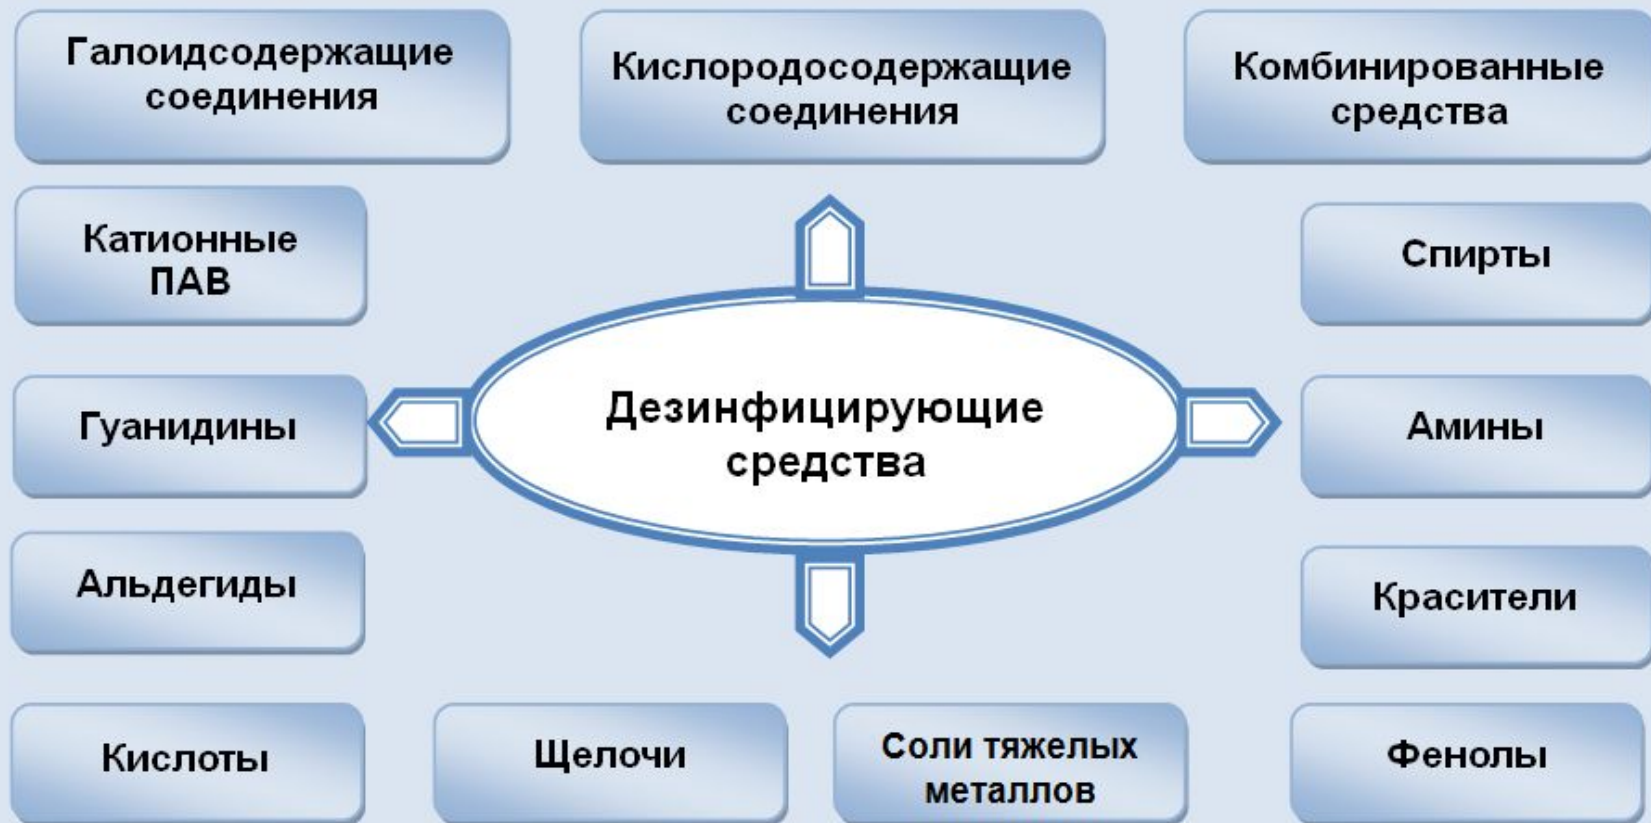 Галоидсодержащие
соединения
Кислородосодержащие
соединения
Комбинированные
средства
Катионные
ПАВ
Спирты
Гуанидины
Дезинфицирующие
средства
Амины
Альдегиды
Красители
Кислоты
Щелочи
Соли тяжелых
металлов
Фенолы